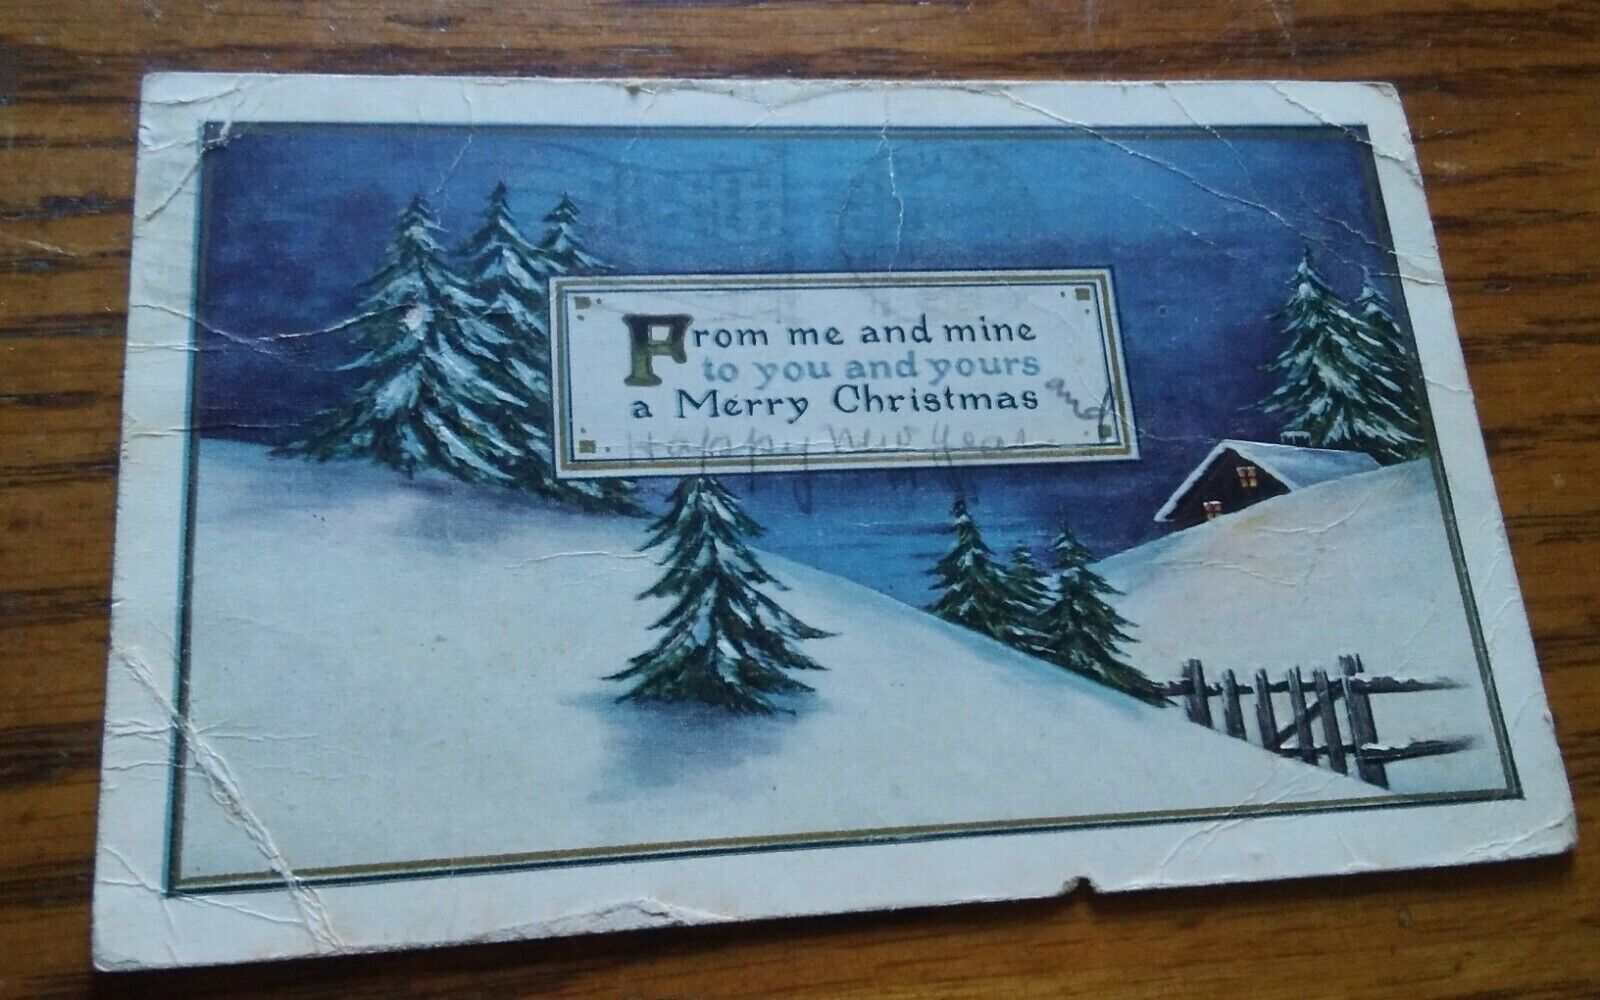 From me and mine
to you and yours
a Merry Christmas and
Happy New Year